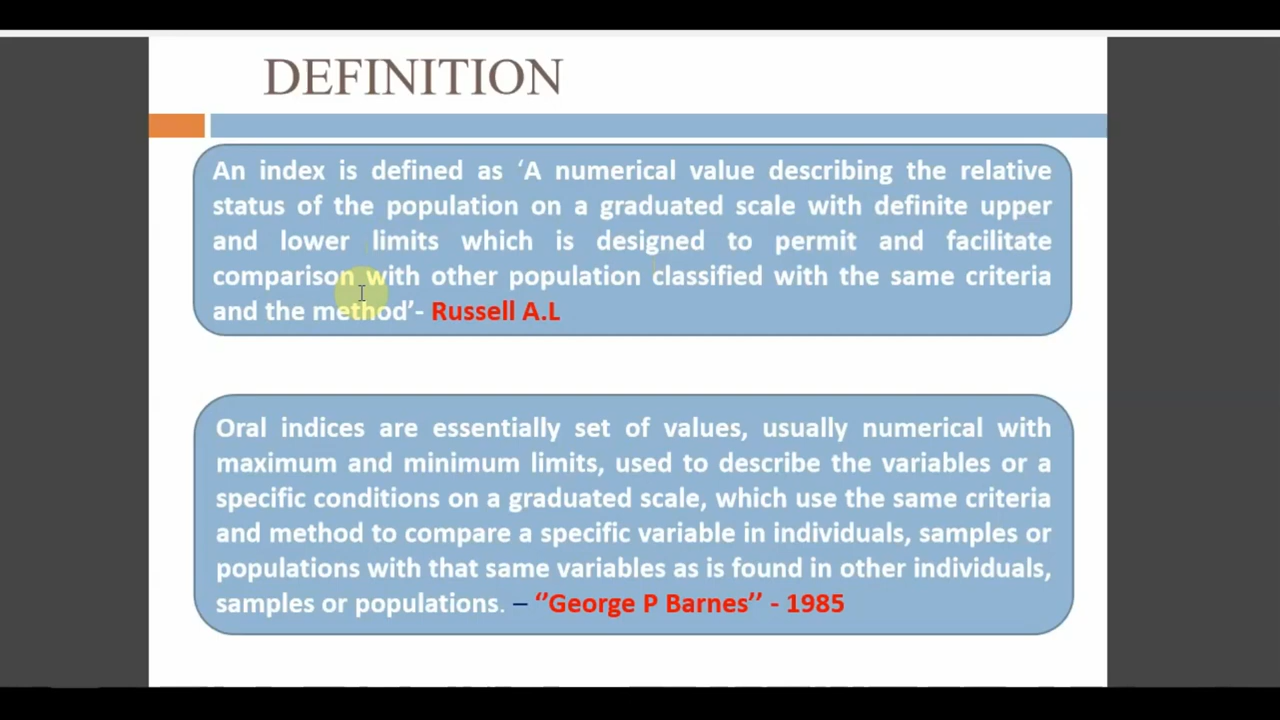 DEFINITION
An index is defined as ‘A numerical value describing the relative
status of the population on a graduated scale with definite upper
and lower limits which is designed to permit and facilitate
comparison with other population classified with the same criteria
and the method’- Russell A.L
Oral indices are essentially set of values, usually numerical with
maximum and minimum limits, used to describe the variables or a
specific conditions on a graduated scale, which use the same criteria
and method to compare a specific variable in individuals, samples or
populations with that same variables as is found in other individuals,
samples or populations. – ‘’George P Barnes’’ - 1985